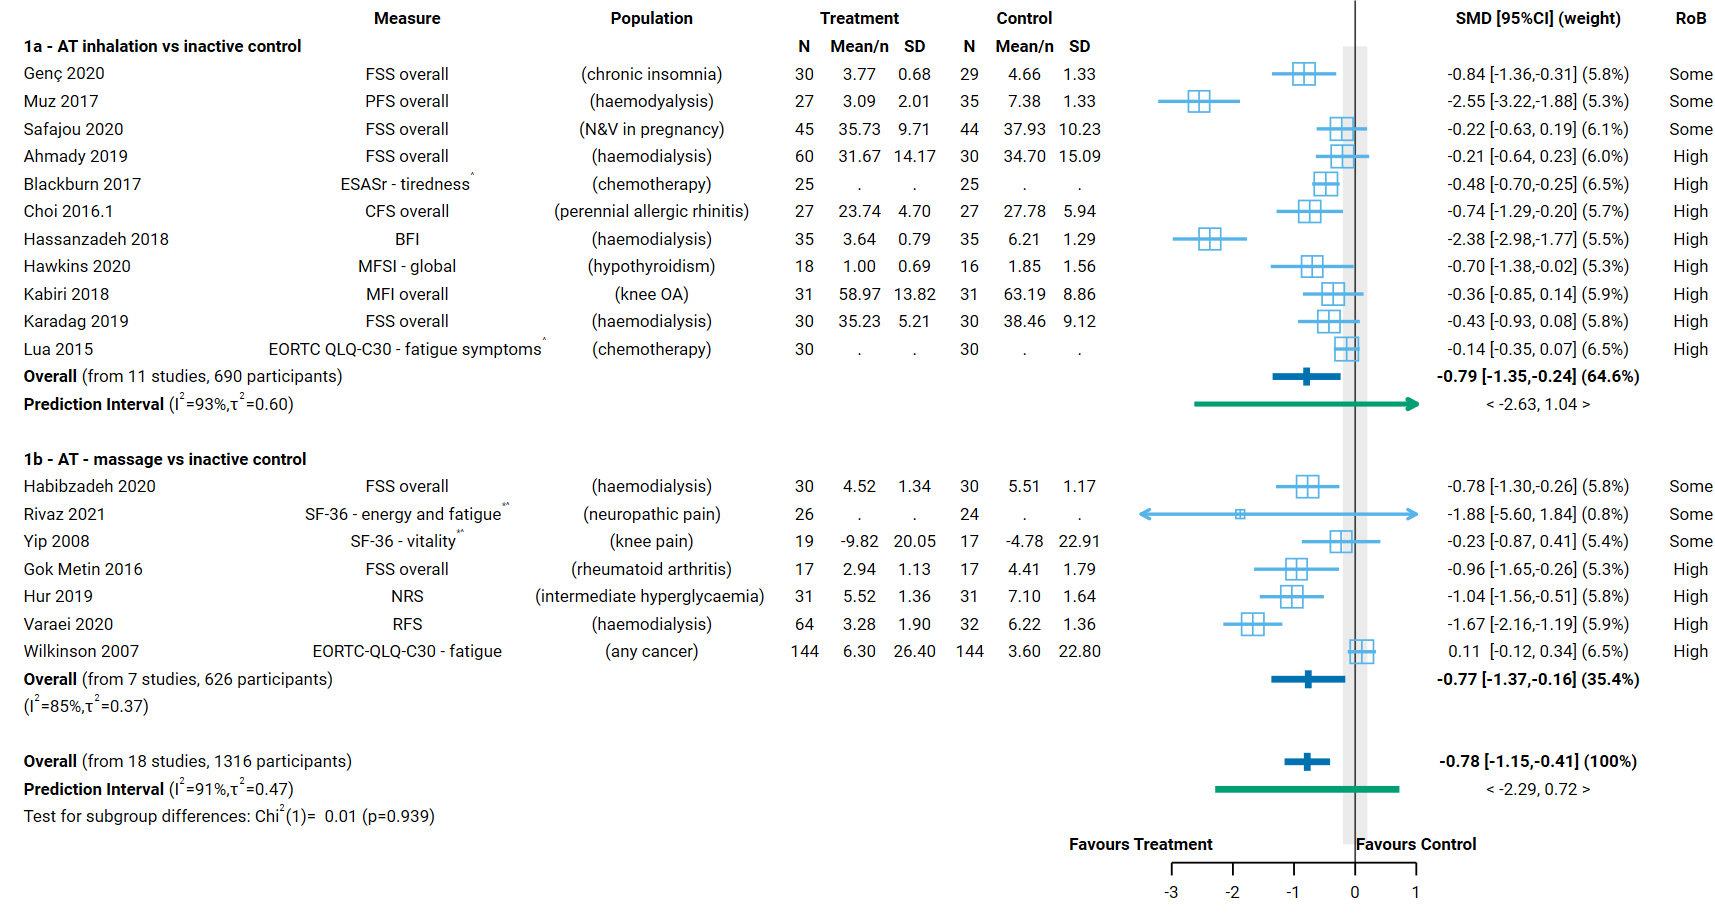 Measure Population Treatment Control SMD [95%CI] (weight) RoB
1a - AT inhalation vs inactive control N Mean/n SD N Mean/n SD
Genç 2020 FSS overall (chronic insomnia) 30 3.77 0.68 29 4.66 1.33 -0.84 [-1.36,-0.31] (5.8%) Some
Muz 2017 PFS overall (haemodyalysis) 27 3.09 2.01 35 7.38 1.33 -2.55 [-3.22,-1.88] (5.3%) Some
Safajou 2020 FSS overall (N&V in pregnancy) 45 35.73 9.71 44 37.93 10.23 -0.22 [-0.63, 0.19] (6.1%) Some
Ahmady 2019 FSS overall (haemodialysis) 60 31.67 14.17 30 34.70 15.09 -0.21 [-0.64, 0.23] (6.0%) High
Blackburn 2017 ESASr - tiredness^ (chemotherapy) 25 . . 25 . . -0.48 [-0.70,-0.25] (6.5%) High
Choi 2016.1 CFS overall (perennial allergic rhinitis) 27 23.74 4.70 27 27.78 5.94 -0.74 [-1.29,-0.20] (5.7%) High
Hassanzadeh 2018 BFI (haemodialysis) 35 3.64 0.79 35 6.21 1.29 -2.38 [-2.98,-1.77] (5.5%) High
Hawkins 2020 MFSI - global (hypothyroidism) 18 1.00 0.69 16 1.85 1.56 -0.70 [-1.38,-0.02] (5.3%) High
Kabiri 2018 MFI overall (knee OA) 31 58.97 13.82 31 63.19 8.86 -0.36 [-0.85, 0.14] (5.9%) High
Karadag 2019 FSS overall (haemodialysis) 30 35.23 5.21 30 38.46 9.12 -0.43 [-0.93, 0.08] (5.8%) High
Lua 2015 EORTC QLQ-C30 - fatigue symptoms^ (chemotherapy) 30 . . 30 . . -0.14 [-0.35, 0.07] (6.5%) High
Overall (from 11 studies, 690 participants) -0.79 [-1.35,-0.24] (64.6%)
Prediction Interval (I²=93%,τ²=0.60) < -2.63, 1.04 >
1b - AT - massage vs inactive control
Habibzadeh 2020 FSS overall (haemodialysis) 30 4.52 1.34 30 5.51 1.17 -0.78 [-1.30,-0.26] (5.8%) Some
Rivaz 2021 SF-36 - energy and fatigue*^ (neuropathic pain) 26 . . 24 . . -1.88 [-5.60, 1.84] (0.8%) Some
Yip 2008 SF-36 - vitality*^ (knee pain) 19 -9.82 20.05 17 -4.78 22.91 -0.23 [-0.87, 0.41] (5.4%) Some
Gok Metin 2016 FSS overall (rheumatoid arthritis) 17 2.94 1.13 17 4.41 1.79 -0.96 [-1.65,-0.26] (5.3%) High
Hur 2019 NRS (intermediate hyperglycaemia) 31 5.52 1.36 31 7.10 1.64 -1.04 [-1.56,-0.51] (5.8%) High
Varaei 2020 RFS (haemodialysis) 64 3.28 1.90 32 6.22 1.36 -1.67 [-2.16,-1.19] (5.9%) High
Wilkinson 2007 EORTC-QLQ-C30 - fatigue (any cancer) 144 6.30 26.40 144 3.60 22.80 0.11 [-0.12, 0.34] (6.5%) High
Overall (from 7 studies, 626 participants) -0.77 [-1.37,-0.16] (35.4%)
(I²=85%,τ²=0.37)
Overall (from 18 studies, 1316 participants) -0.78 [-1.15,-0.41] (100%)
Prediction Interval (I²=91%,τ²=0.47) < -2.29, 0.72 >
Test for subgroup differences: Chi²(1)= 0.01 (p=0.939)
Favours Treatment Favours Control
-3 -2 -1 0 1